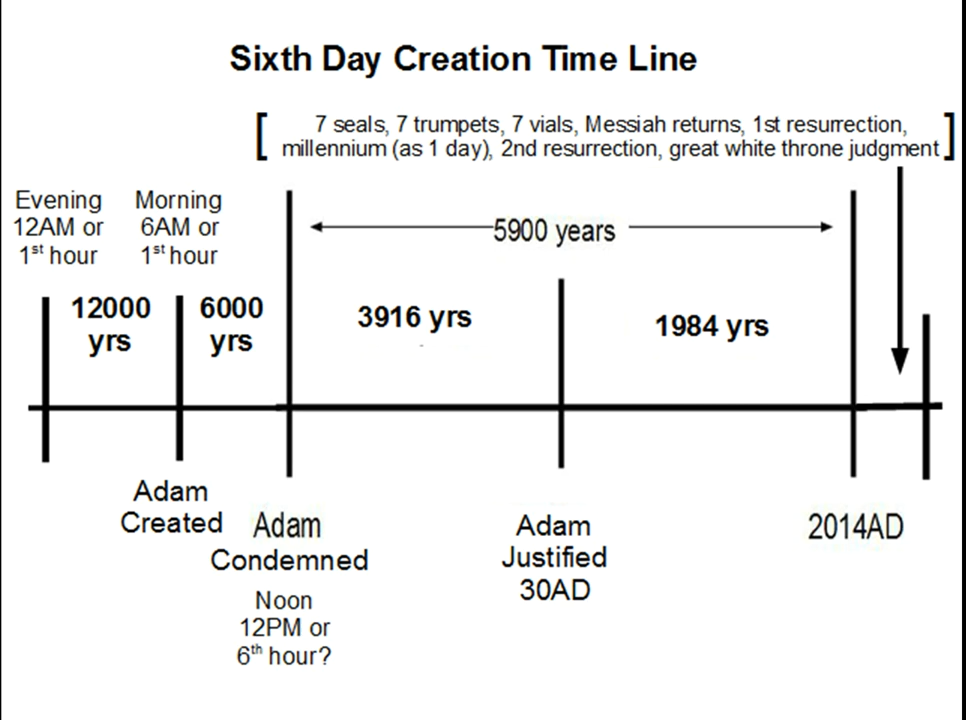 Sixth Day Creation Time Line
[ 7 seals, 7 trumpets, 7 vials, Messiah returns, 1st resurrection,
millennium (as 1 day), 2nd resurrection, great white throne judgment ]
Evening
12AM or
1st hour
Morning
6AM or
1st hour
5900 years
12000
yrs
6000
yrs
3916 yrs
1984 yrs
Adam
Created
Adam
Condemned
Noon
12PM or
6th hour?
Adam
Justified
30AD
2014AD